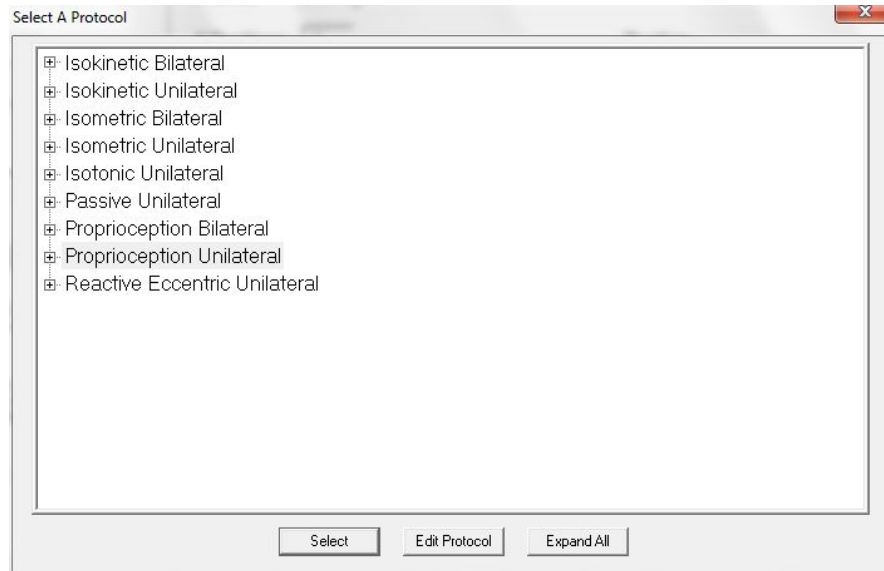 Select A Protocol
Isokinetic Bilateral
Isokinetic Unilateral
Isometric Bilateral
Isometric Unilateral
Isotonic Unilateral
Passive Unilateral
Proprioception Bilateral
Proprioception Unilateral
Reactive Eccentric Unilateral
Select Edit Protocol Expand All